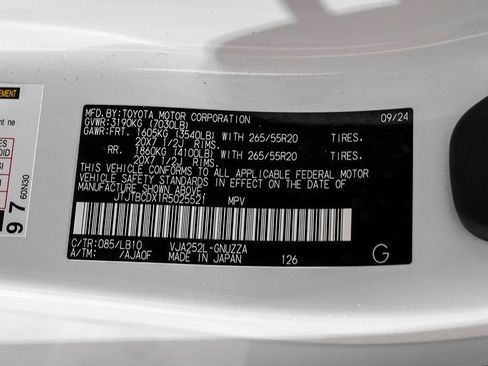 MFD.BY:TOYOTA MOTOR CORPORATION 09/24
GVWR:3190KG (7030LB)
GAWR:FRT. 1605KG (3540LB) WITH 265/55R20 TIRES.
20X7 1/2J RIMS.
RR. 1860KG (4100LB) WITH 265/55R20 TIRES.
20X7 1/2J RIMS.
THIS VEHICLE CONFORMS TO ALL APPLICABLE FEDERAL MOTOR
VEHICLE SAFETY STANDARDS IN EFFECT ON THE DATE OF
MANUFACTURE SHOWN ABOVE.
JTJTBCDX1R5025521 MPV
C/TR:085/LB10 VJA252L-GNUZZA
A/TM: /AJA0F MADE IN JAPAN 126 G
97
60N30